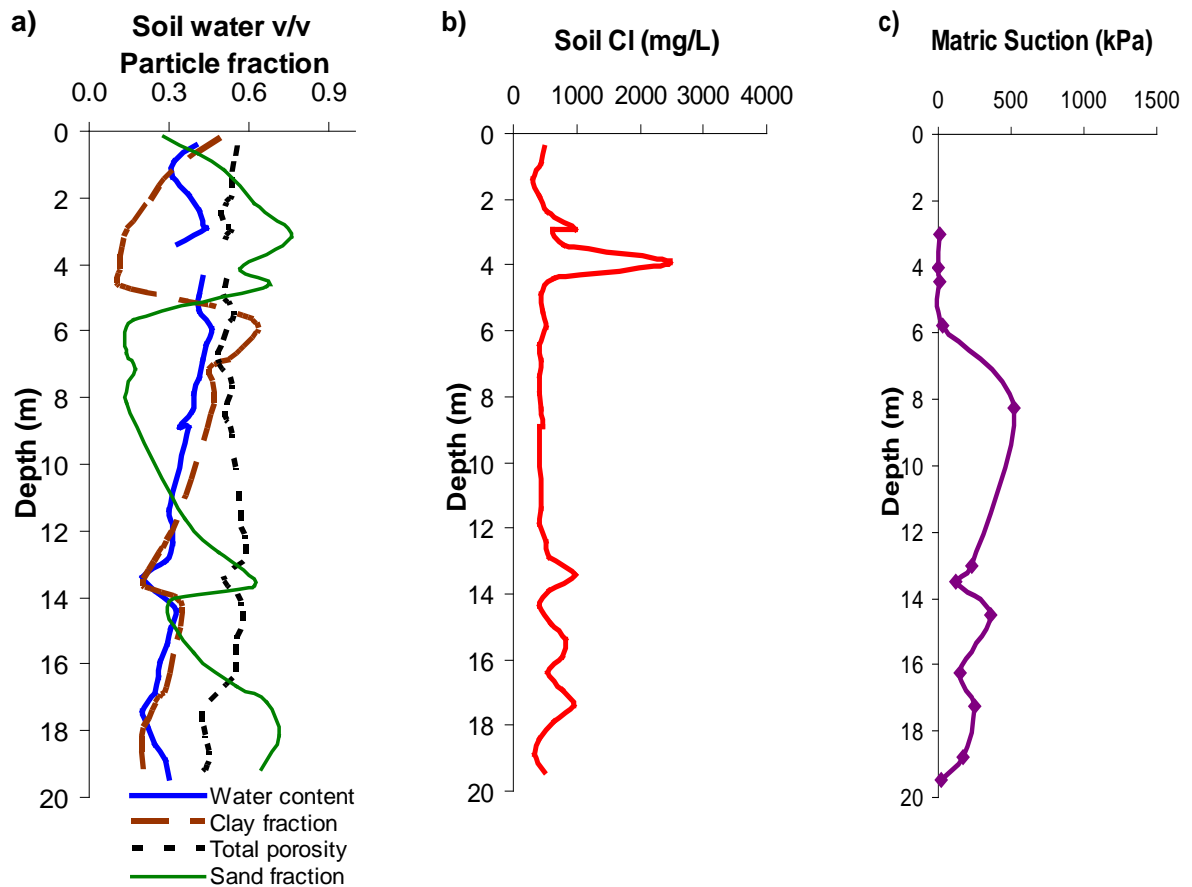 a)
Soil water v/v
Particle fraction
0.0 0.3 0.6 0.9
0
2
4
6
8
10
12
14
16
18
20
Depth (m)
Water content
Clay fraction
Total porosity
Sand fraction
b)
Soil Cl (mg/L)
0 1000 2000 3000 4000
0
2
4
6
8
10
12
14
16
18
20
Depth (m)
c)
Matric Suction (kPa)
0 500 1000 1500
0
2
4
6
8
10
12
14
16
18
20
Depth (m)